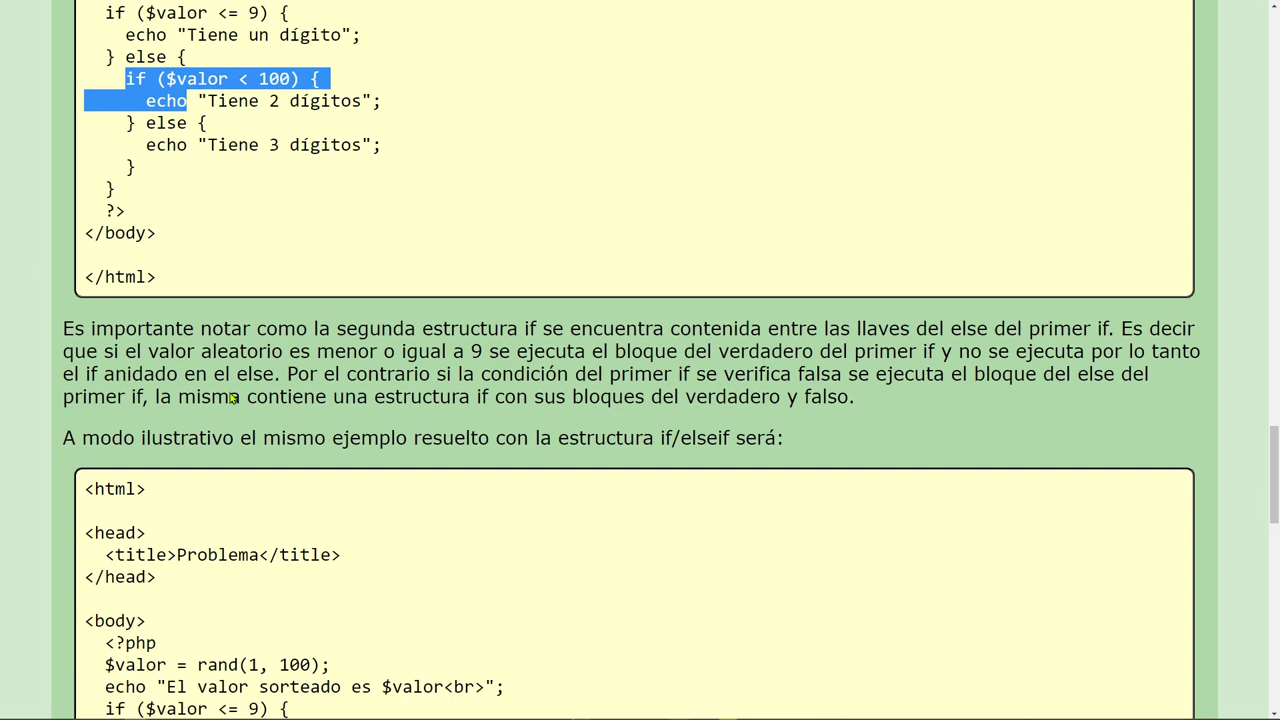 if ($valor <= 9) {
echo "Tiene un dígito";
} else {
if ($valor < 100) {
echo "Tiene 2 dígitos";
} else {
echo "Tiene 3 dígitos";
}
}
?>
</body>
</html>
Es importante notar como la segunda estructura if se encuentra contenida entre las llaves del else del primer if. Es decir
que si el valor aleatorio es menor o igual a 9 se ejecuta el bloque del verdadero del primer if y no se ejecuta por lo tanto
el if anidado en el else. Por el contrario si la condición del primer if se verifica falsa se ejecuta el bloque del else del
primer if, la misma contiene una estructura if con sus bloques del verdadero y falso.
A modo ilustrativo el mismo ejemplo resuelto con la estructura if/elseif será:
<html>
<head>
<title>Problema</title>
</head>
<body>
<?php
$valor = rand(1, 100);
echo "El valor sorteado es $valor<br>";
if ($valor <= 9) {